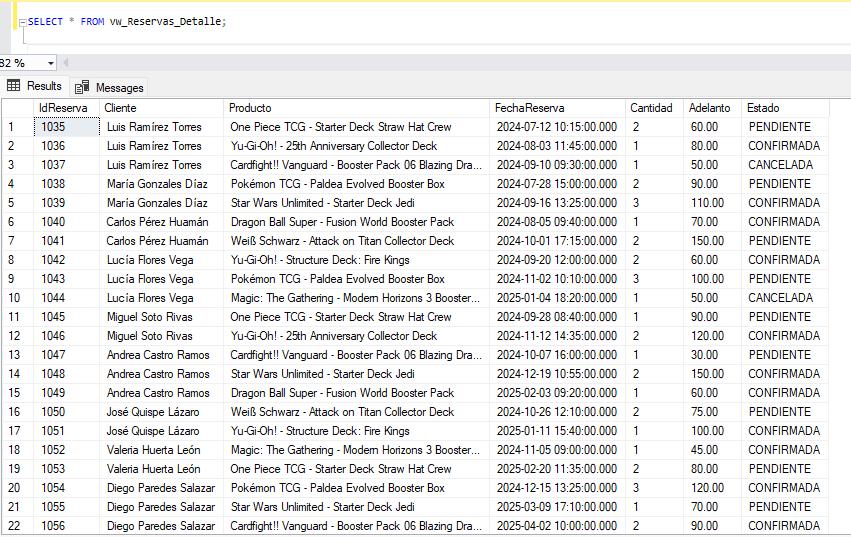 SELECT * FROM vw_Reservas_Detalle;
82 %
Results Messages
IdReserva Cliente Producto FechaReserva Cantidad Adelanto Estado
1 1035 Luis Ramírez Torres One Piece TCG - Starter Deck Straw Hat Crew 2024-07-12 10:15:00.000 2 60.00 PENDIENTE
2 1036 Luis Ramírez Torres Yu-Gi-Oh! - 25th Anniversary Collector Deck 2024-08-03 11:45:00.000 1 80.00 CONFIRMADA
3 1037 Luis Ramírez Torres Cardfight!! Vanguard - Booster Pack 06 Blazing Dra... 2024-09-10 09:30:00.000 1 50.00 CANCELADA
4 1038 María Gonzales Díaz Pokémon TCG - Paldea Evolved Booster Box 2024-07-28 15:00:00.000 2 90.00 PENDIENTE
5 1039 María Gonzales Díaz Star Wars Unlimited - Starter Deck Jedi 2024-09-16 13:25:00.000 3 110.00 CONFIRMADA
6 1040 Carlos Pérez Huamán Dragon Ball Super - Fusion World Booster Pack 2024-08-05 09:40:00.000 1 70.00 CONFIRMADA
7 1041 Carlos Pérez Huamán Weiß Schwarz - Attack on Titan Collector Deck 2024-10-01 17:15:00.000 2 150.00 PENDIENTE
8 1042 Lucía Flores Vega Yu-Gi-Oh! - Structure Deck: Fire Kings 2024-09-20 12:00:00.000 2 60.00 CONFIRMADA
9 1043 Lucía Flores Vega Pokémon TCG - Paldea Evolved Booster Box 2024-11-02 10:10:00.000 3 100.00 PENDIENTE
10 1044 Lucía Flores Vega Magic: The Gathering - Modern Horizons 3 Booster... 2025-01-04 18:20:00.000 1 50.00 CANCELADA
11 1045 Miguel Soto Rivas One Piece TCG - Starter Deck Straw Hat Crew 2024-09-28 08:40:00.000 1 90.00 PENDIENTE
12 1046 Miguel Soto Rivas Yu-Gi-Oh! - 25th Anniversary Collector Deck 2024-11-12 14:35:00.000 2 120.00 CONFIRMADA
13 1047 Andrea Castro Ramos Cardfight!! Vanguard - Booster Pack 06 Blazing Dra... 2024-10-07 16:00:00.000 1 30.00 PENDIENTE
14 1048 Andrea Castro Ramos Star Wars Unlimited - Starter Deck Jedi 2024-12-19 10:55:00.000 2 150.00 CONFIRMADA
15 1049 Andrea Castro Ramos Dragon Ball Super - Fusion World Booster Pack 2025-02-03 09:20:00.000 1 60.00 CONFIRMADA
16 1050 José Quispe Lázaro Weiß Schwarz - Attack on Titan Collector Deck 2024-10-26 12:10:00.000 2 75.00 PENDIENTE
17 1051 José Quispe Lázaro Yu-Gi-Oh! - Structure Deck: Fire Kings 2025-01-11 15:40:00.000 1 100.00 CONFIRMADA
18 1052 Valeria Huerta León Magic: The Gathering - Modern Horizons 3 Booster... 2024-11-05 09:00:00.000 1 45.00 CONFIRMADA
19 1053 Valeria Huerta León One Piece TCG - Starter Deck Straw Hat Crew 2025-02-20 11:35:00.000 2 80.00 PENDIENTE
20 1054 Diego Paredes Salazar Pokémon TCG - Paldea Evolved Booster Box 2024-12-15 13:25:00.000 3 120.00 CONFIRMADA
21 1055 Diego Paredes Salazar Star Wars Unlimited - Starter Deck Jedi 2025-03-09 17:10:00.000 1 70.00 PENDIENTE
22 1056 Diego Paredes Salazar Cardfight!! Vanguard - Booster Pack 06 Blazing Dra... 2025-04-02 10:00:00.000 2 90.00 CONFIRMADA